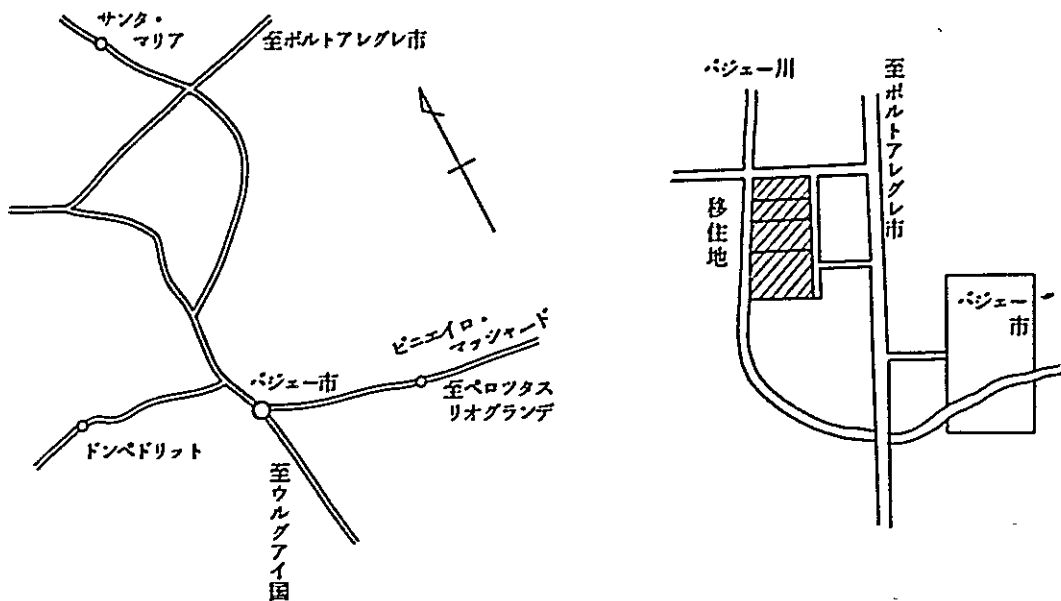 サンタ・
マリア
至ポルトアレグレ市
ピニエイロ・
マッシャード
バジェー市
至ペロツタス
リオグランデ
ドンペドリット
至ウルグアイ国
バジェー川
至ポルトアレグレ市
移住地
バジェー
市